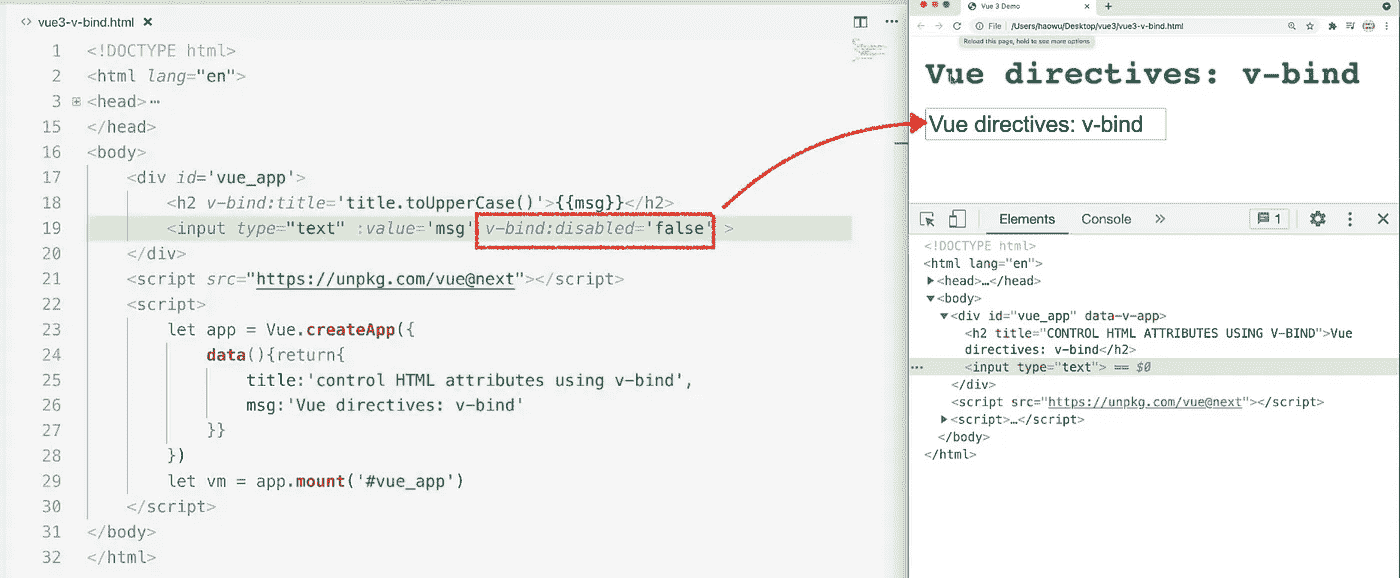 vue3-v-bind.html
1 <!DOCTYPE html>
2 <html lang="en">
3 <head>
15 </head>
16 <body>
17 <div id='vue_app'>
18 <h2 v-bind:title='title.toUpperCase()'>{{msg}}</h2>
19 <input type="text" :value='msg' v-bind:disabled='false' >
20 </div>
21 <script src="https://unpkg.com/vue@next"></script>
22 <script>
23 let app = Vue.createApp({
24 data(){return{
25 title:'control HTML attributes using v-bind',
26 msg:'Vue directives: v-bind'
27 }}
28 })
29 let vm = app.mount('#vue_app')
30 </script>
31 </body>
32 </html>
Vue 3 Demo
File | /Users/haowu/Desktop/vue3/vue3-v-bind.html
Reload this page, hold to see more options
Vue directives: v-bind
Vue directives: v-bind
Elements Console 1
<!DOCTYPE html>
<html lang="en">
<head>…</head>
<body>
<div id="vue_app" data-v-app>
<h2 title="CONTROL HTML ATTRIBUTES USING V-BIND">Vue
directives: v-bind</h2>
<input type="text"> == $0
</div>
<script src="https://unpkg.com/vue@next"></script>
<script>…</script>
</body>
</html>